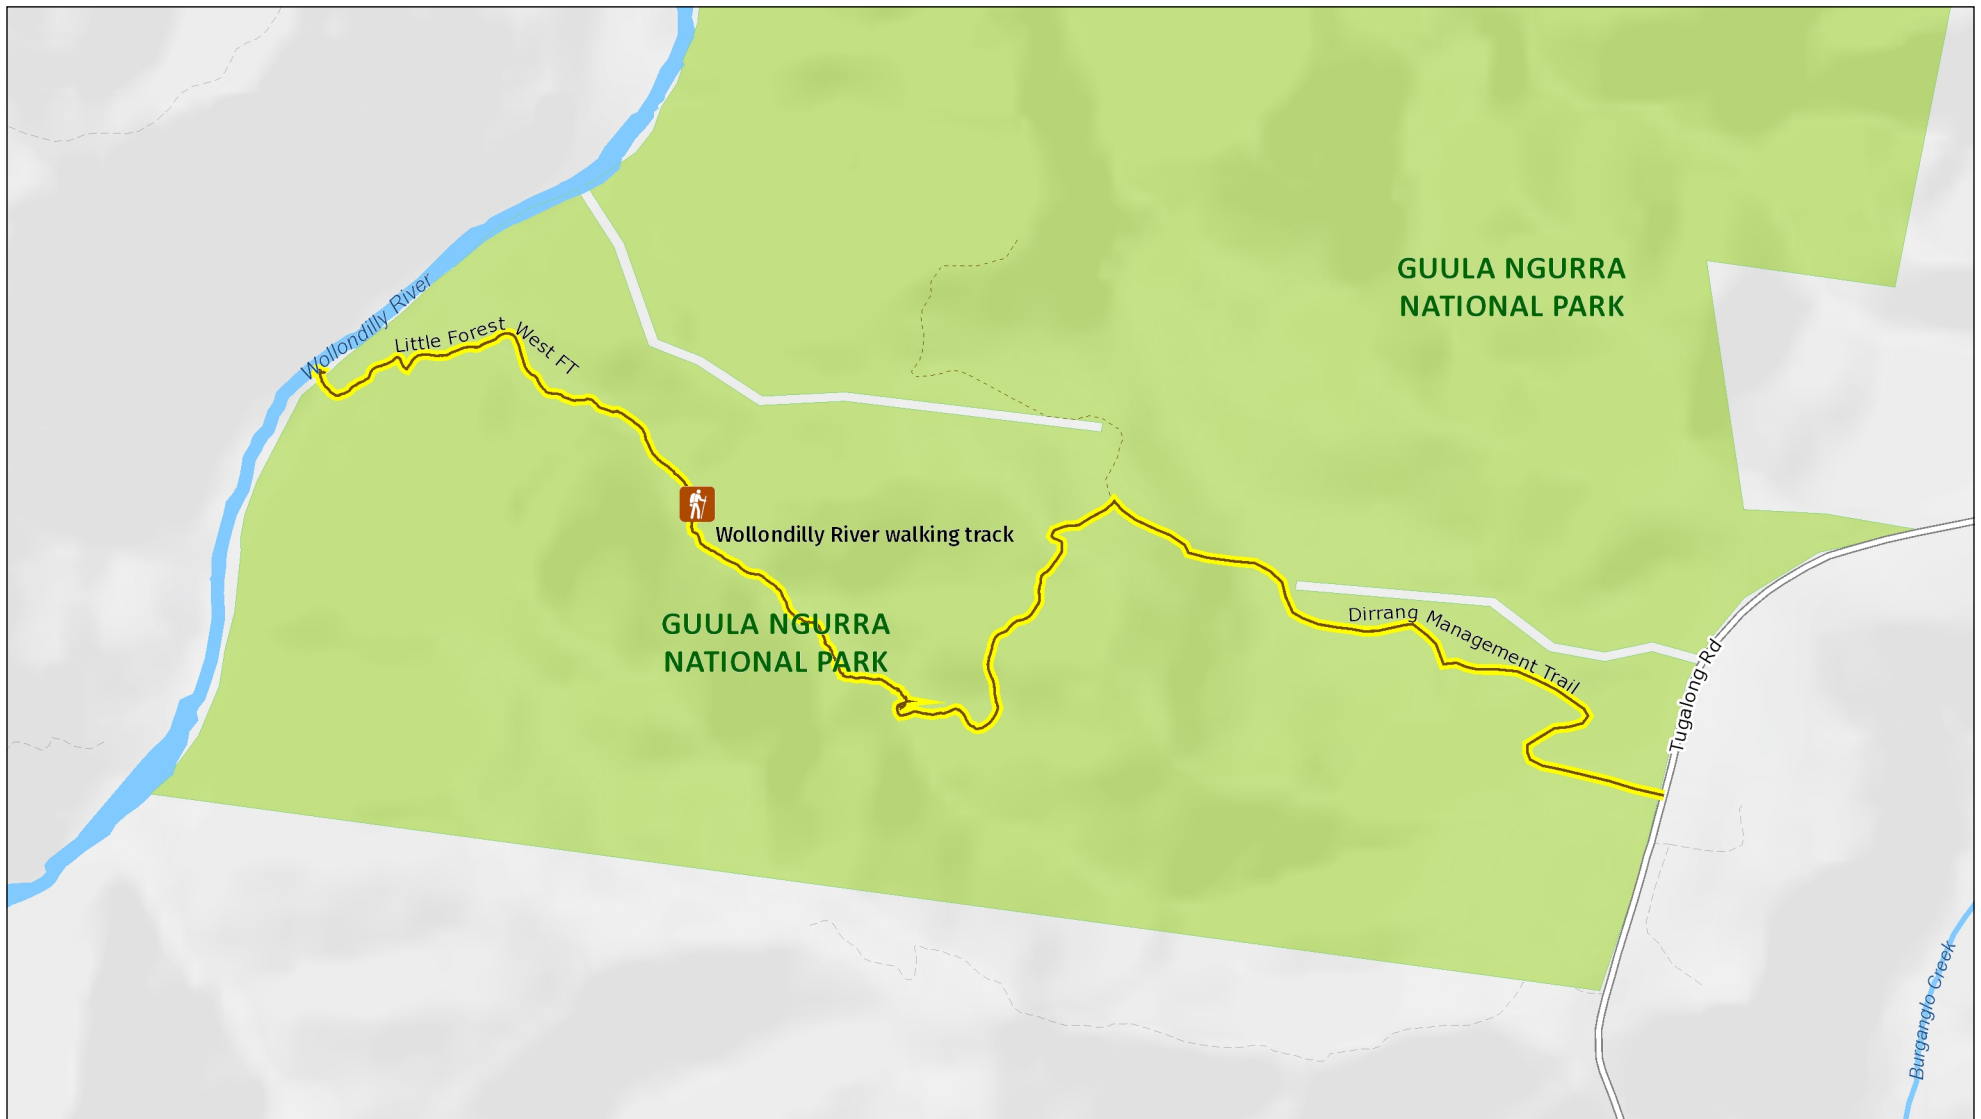 GUULA NGURRA
NATIONAL PARK
Wollondilly River
Little Forest West FT
Wollondilly River walking track
GUULA NGURRA
NATIONAL PARK
Dirrang Management Trail
Tugalong-Rd
Burganglo Creek